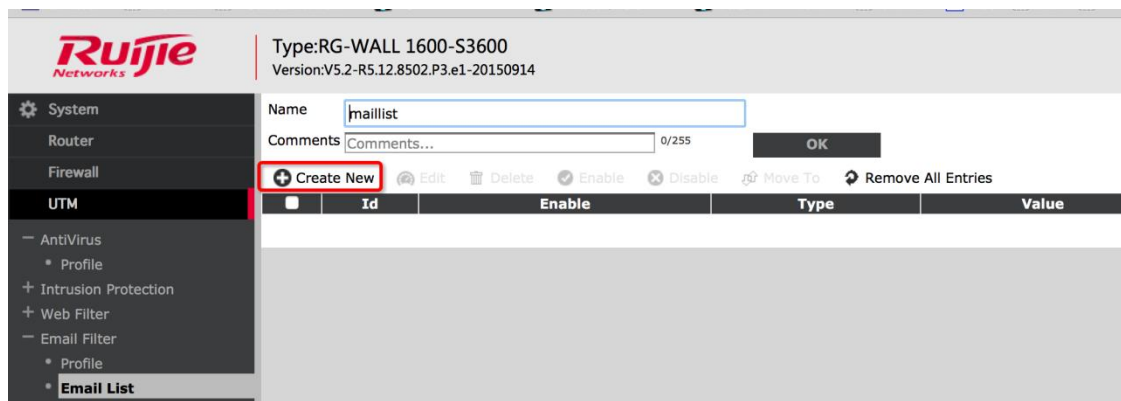 Ruijie
Networks
Type:RG-WALL 1600-S3600
Version:V5.2-R5.12.8502.P3.e1-20150914
System
Router
Firewall
UTM
AntiVirus
Profile
Intrusion Protection
Web Filter
Email Filter
Profile
Email List
Name maillist
Comments Comments... 0/255 OK
Create New Edit Delete Enable Disable Move To Remove All Entries
Id Enable Type Value